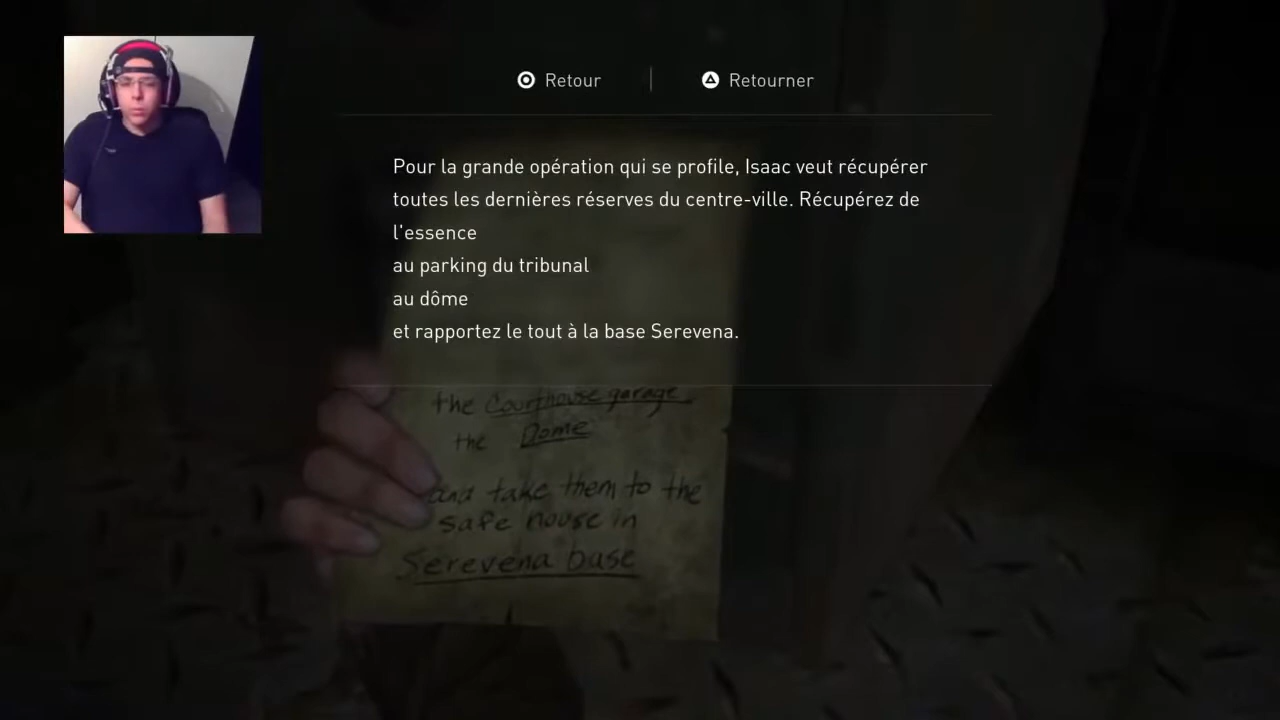 Retour
Retourner
Pour la grande opération qui se profile, Isaac veut récupérer
toutes les dernières réserves du centre-ville. Récupérez de
l'essence
au parking du tribunal
au dôme
et rapportez le tout à la base Serevena.
the Courthouse garage
the Dome
and take them to the
safe house in
Serevena base